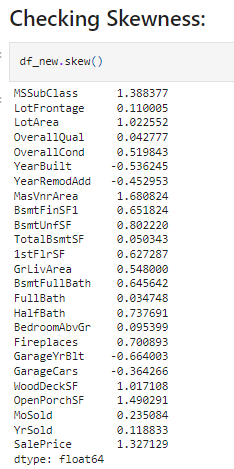 Checking Skewness:
df_new.skew()
MSSubClass 1.388377
LotFrontage 0.110005
LotArea 1.022552
OverallQual 0.042777
OverallCond 0.519843
YearBuilt -0.536245
YearRemodAdd -0.452953
MasVnrArea 1.680824
BsmtFinSF1 0.651824
BsmtUnfSF 0.802220
TotalBsmtSF 0.050343
1stFlrSF 0.627287
GrLivArea 0.548000
BsmtFullBath 0.645642
FullBath 0.034748
HalfBath 0.737691
BedroomAbvGr 0.095399
Fireplaces 0.700893
GarageYrBlt -0.664003
GarageCars -0.364266
WoodDeckSF 1.017108
OpenPorchSF 1.490291
MoSold 0.235084
YrSold 0.118833
SalePrice 1.327129
dtype: float64